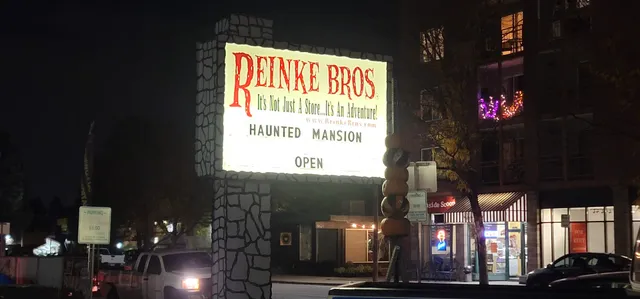 REINKE BROS.
It's Not Just A Store...It's An Adventure!
www.ReinkeBros.com
HAUNTED MANSION
OPEN